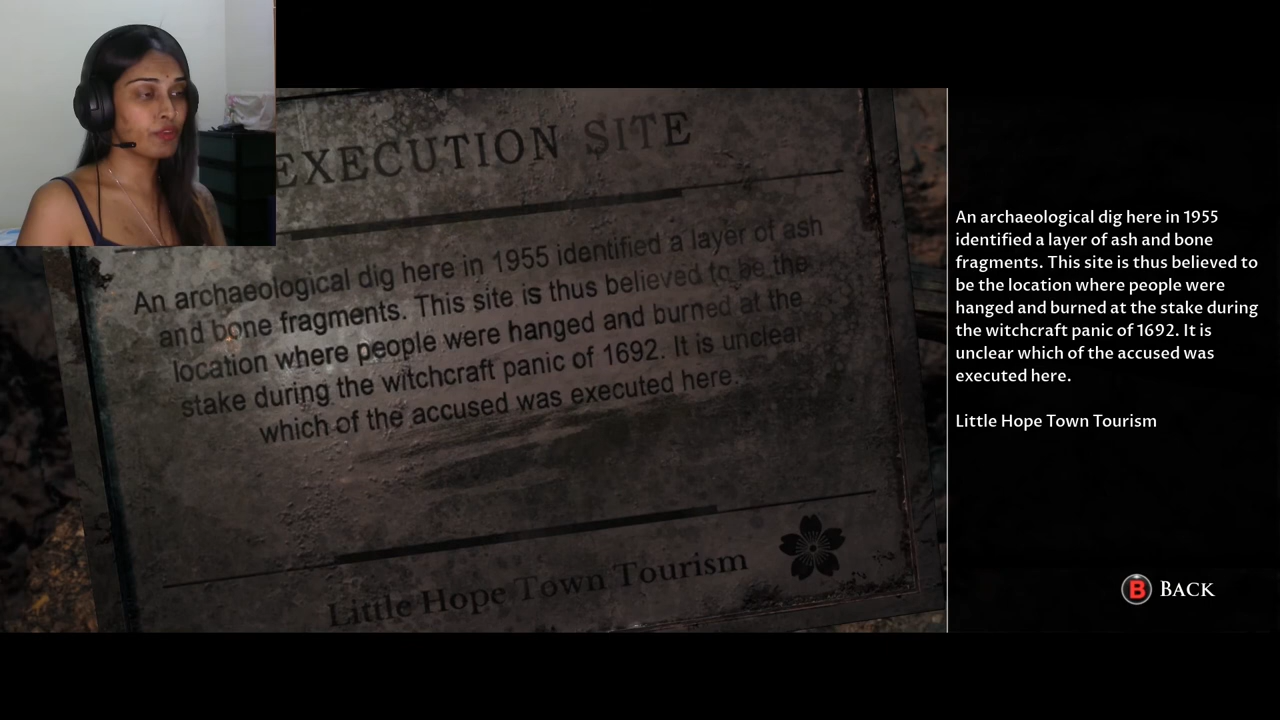 EXECUTION SITE
An archaeological dig here in 1955 identified a layer of ash
and bone fragments. This site is thus believed to be the
location where people were hanged and burned at the
stake during the witchcraft panic of 1692. It is unclear
which of the accused was executed here.
Little Hope Town Tourism
An archaeological dig here in 1955
identified a layer of ash and bone
fragments. This site is thus believed to
be the location where people were
hanged and burned at the stake during
the witchcraft panic of 1692. It is
unclear which of the accused was
executed here.
Little Hope Town Tourism
B BACK